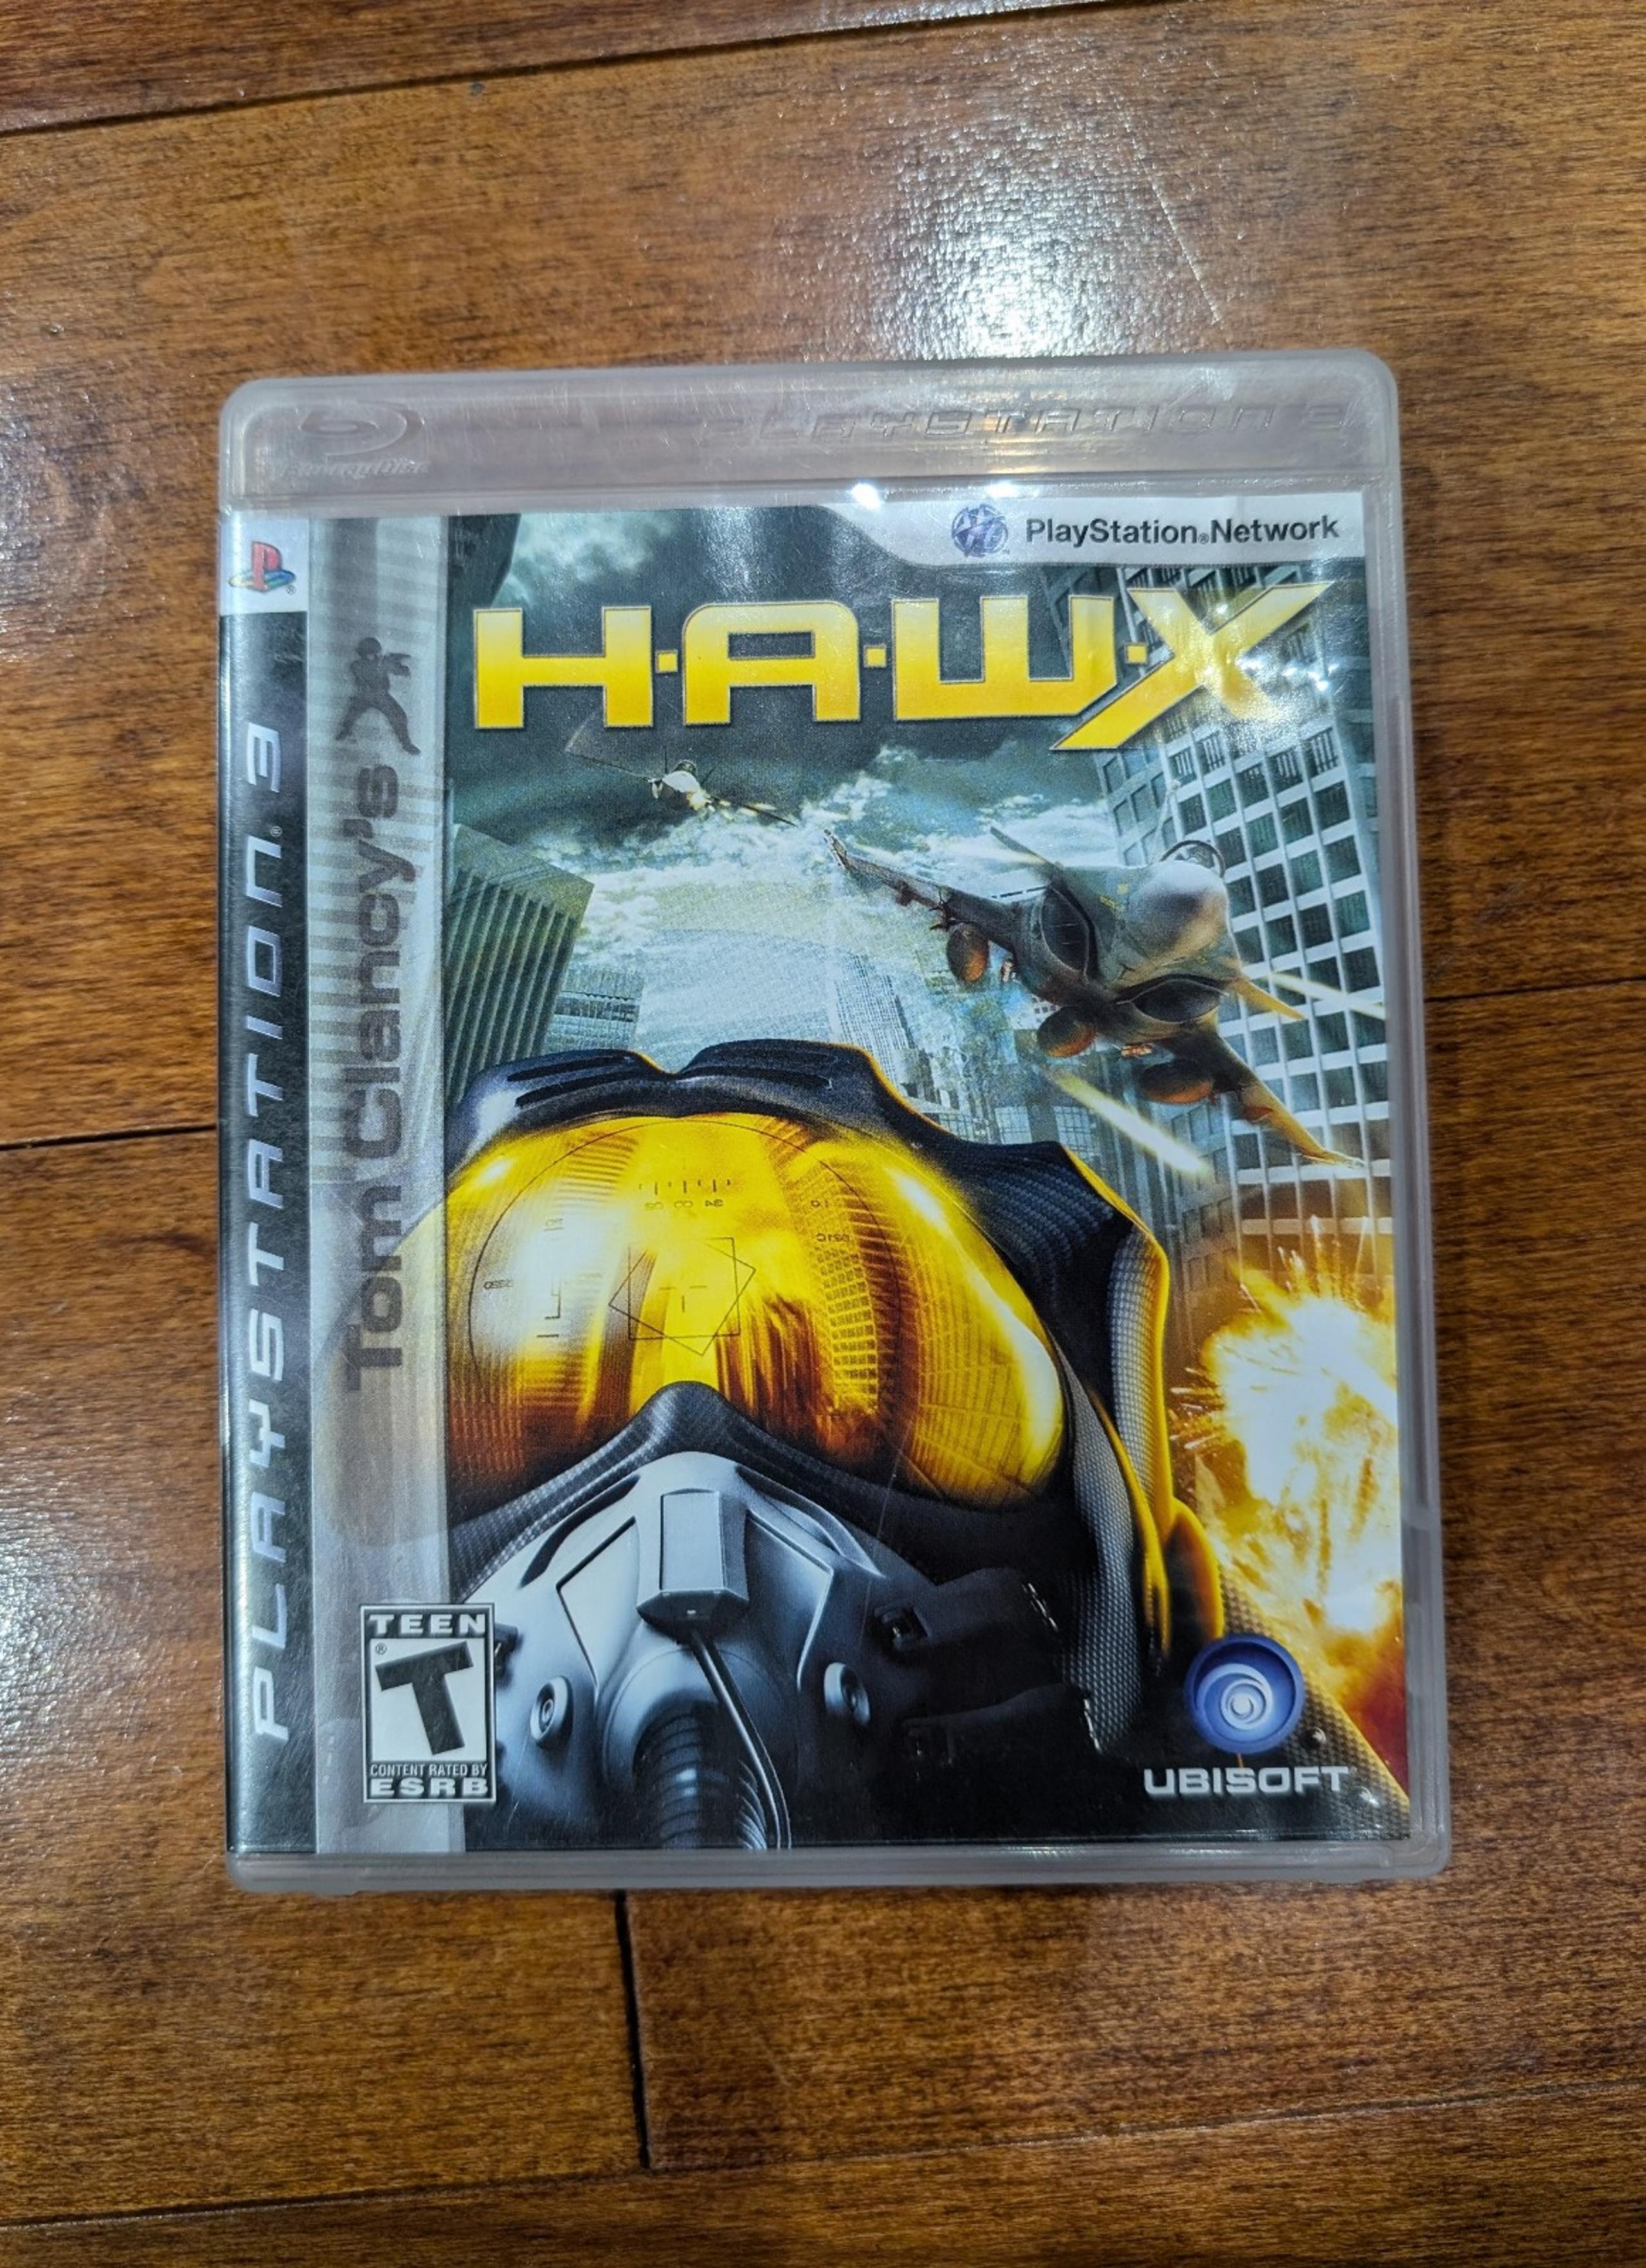 PLAYSTATION 3
PlayStation®Network
H.A.W.X
PLAYSTATION®3
Tom Clancy's
TEEN
T
®
CONTENT RATED BY
ESRB
UBISOFT